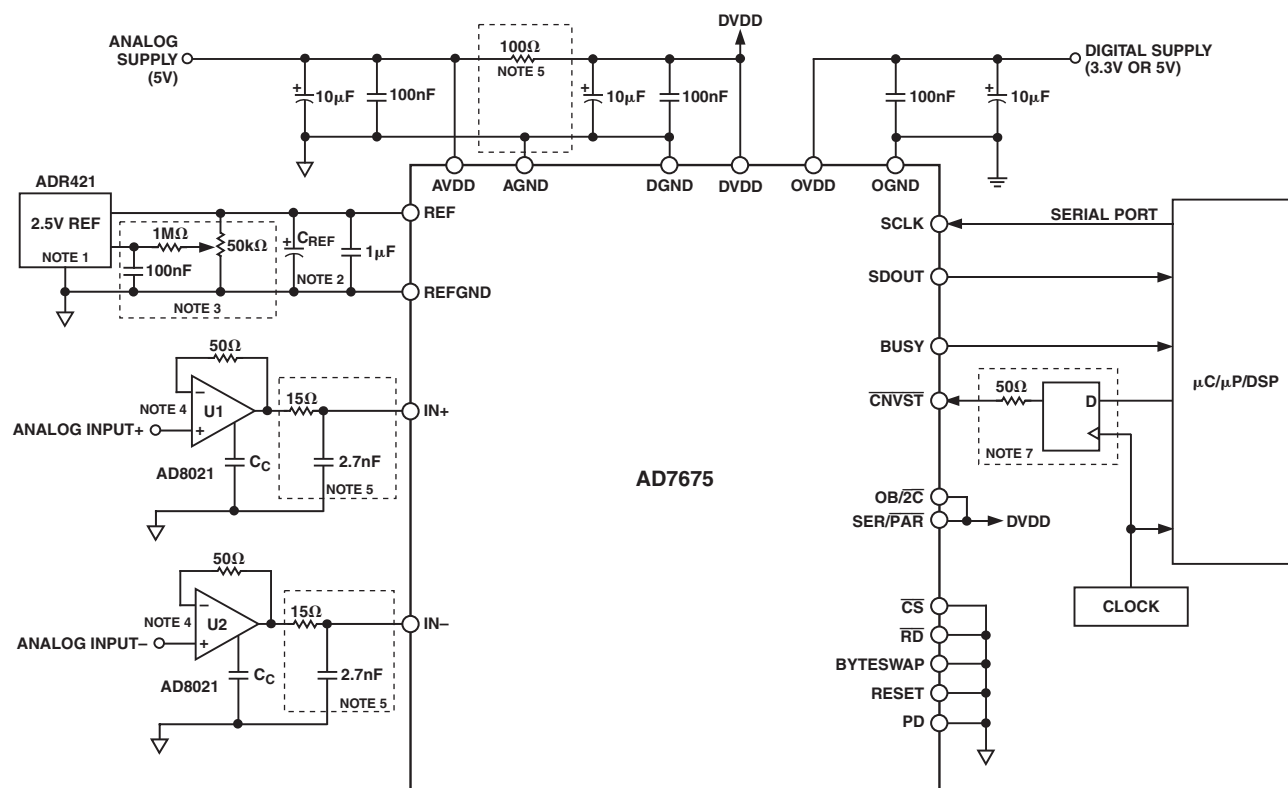 DVDD
ANALOG
SUPPLY
(5V)
100Ω
NOTE 5
DIGITAL SUPPLY
(3.3V OR 5V)
+
10μF
100nF
+
10μF
100nF
100nF
+
10μF
AVDD
AGND
DGND
DVDD
OVDD
OGND
ADR421
2.5V REF
NOTE 1
1MΩ
50kΩ
100nF
NOTE 3
+
CREF
NOTE 2
1μF
REF
REFGND
SCLK
SERIAL PORT
SDOUT
BUSY
CNVST
50Ω
D
NOTE 7
μC/μP/DSP
50Ω
−
NOTE 4
U1
+
ANALOG INPUT+
AD8021
CC
15Ω
2.7nF
NOTE 5
IN+
AD7675
OB/2C
SER/PAR
DVDD
CLOCK
50Ω
−
NOTE 4
U2
+
ANALOG INPUT−
AD8021
CC
15Ω
2.7nF
NOTE 5
IN−
CS
RD
BYTESWAP
RESET
PD